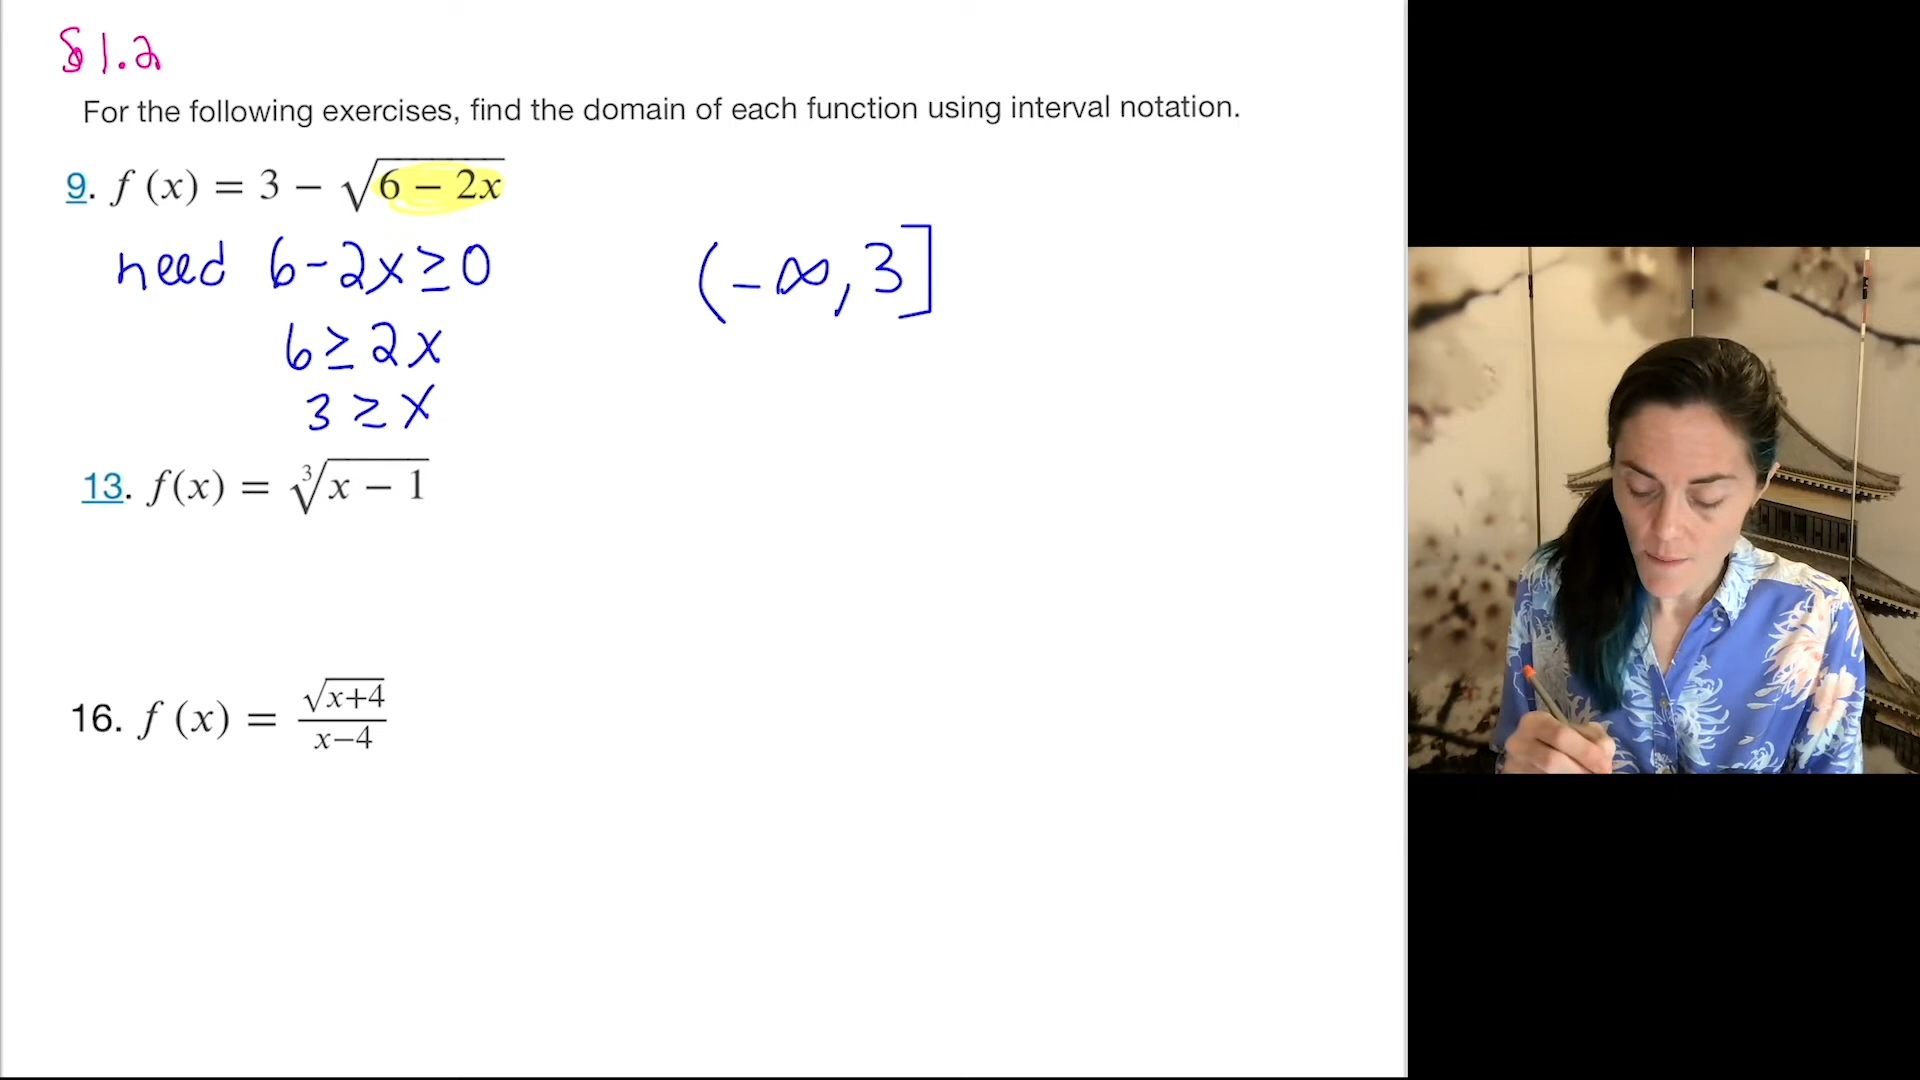 §1.2
For the following exercises, find the domain of each function using interval notation.
9. f (x) = 3 − √(6 − 2x)
need 6-2x≥0
(-∞,3]
6≥2x
3≥x
13. f(x) = ∛(x − 1)
16. f (x) = √(x+4)/(x−4)